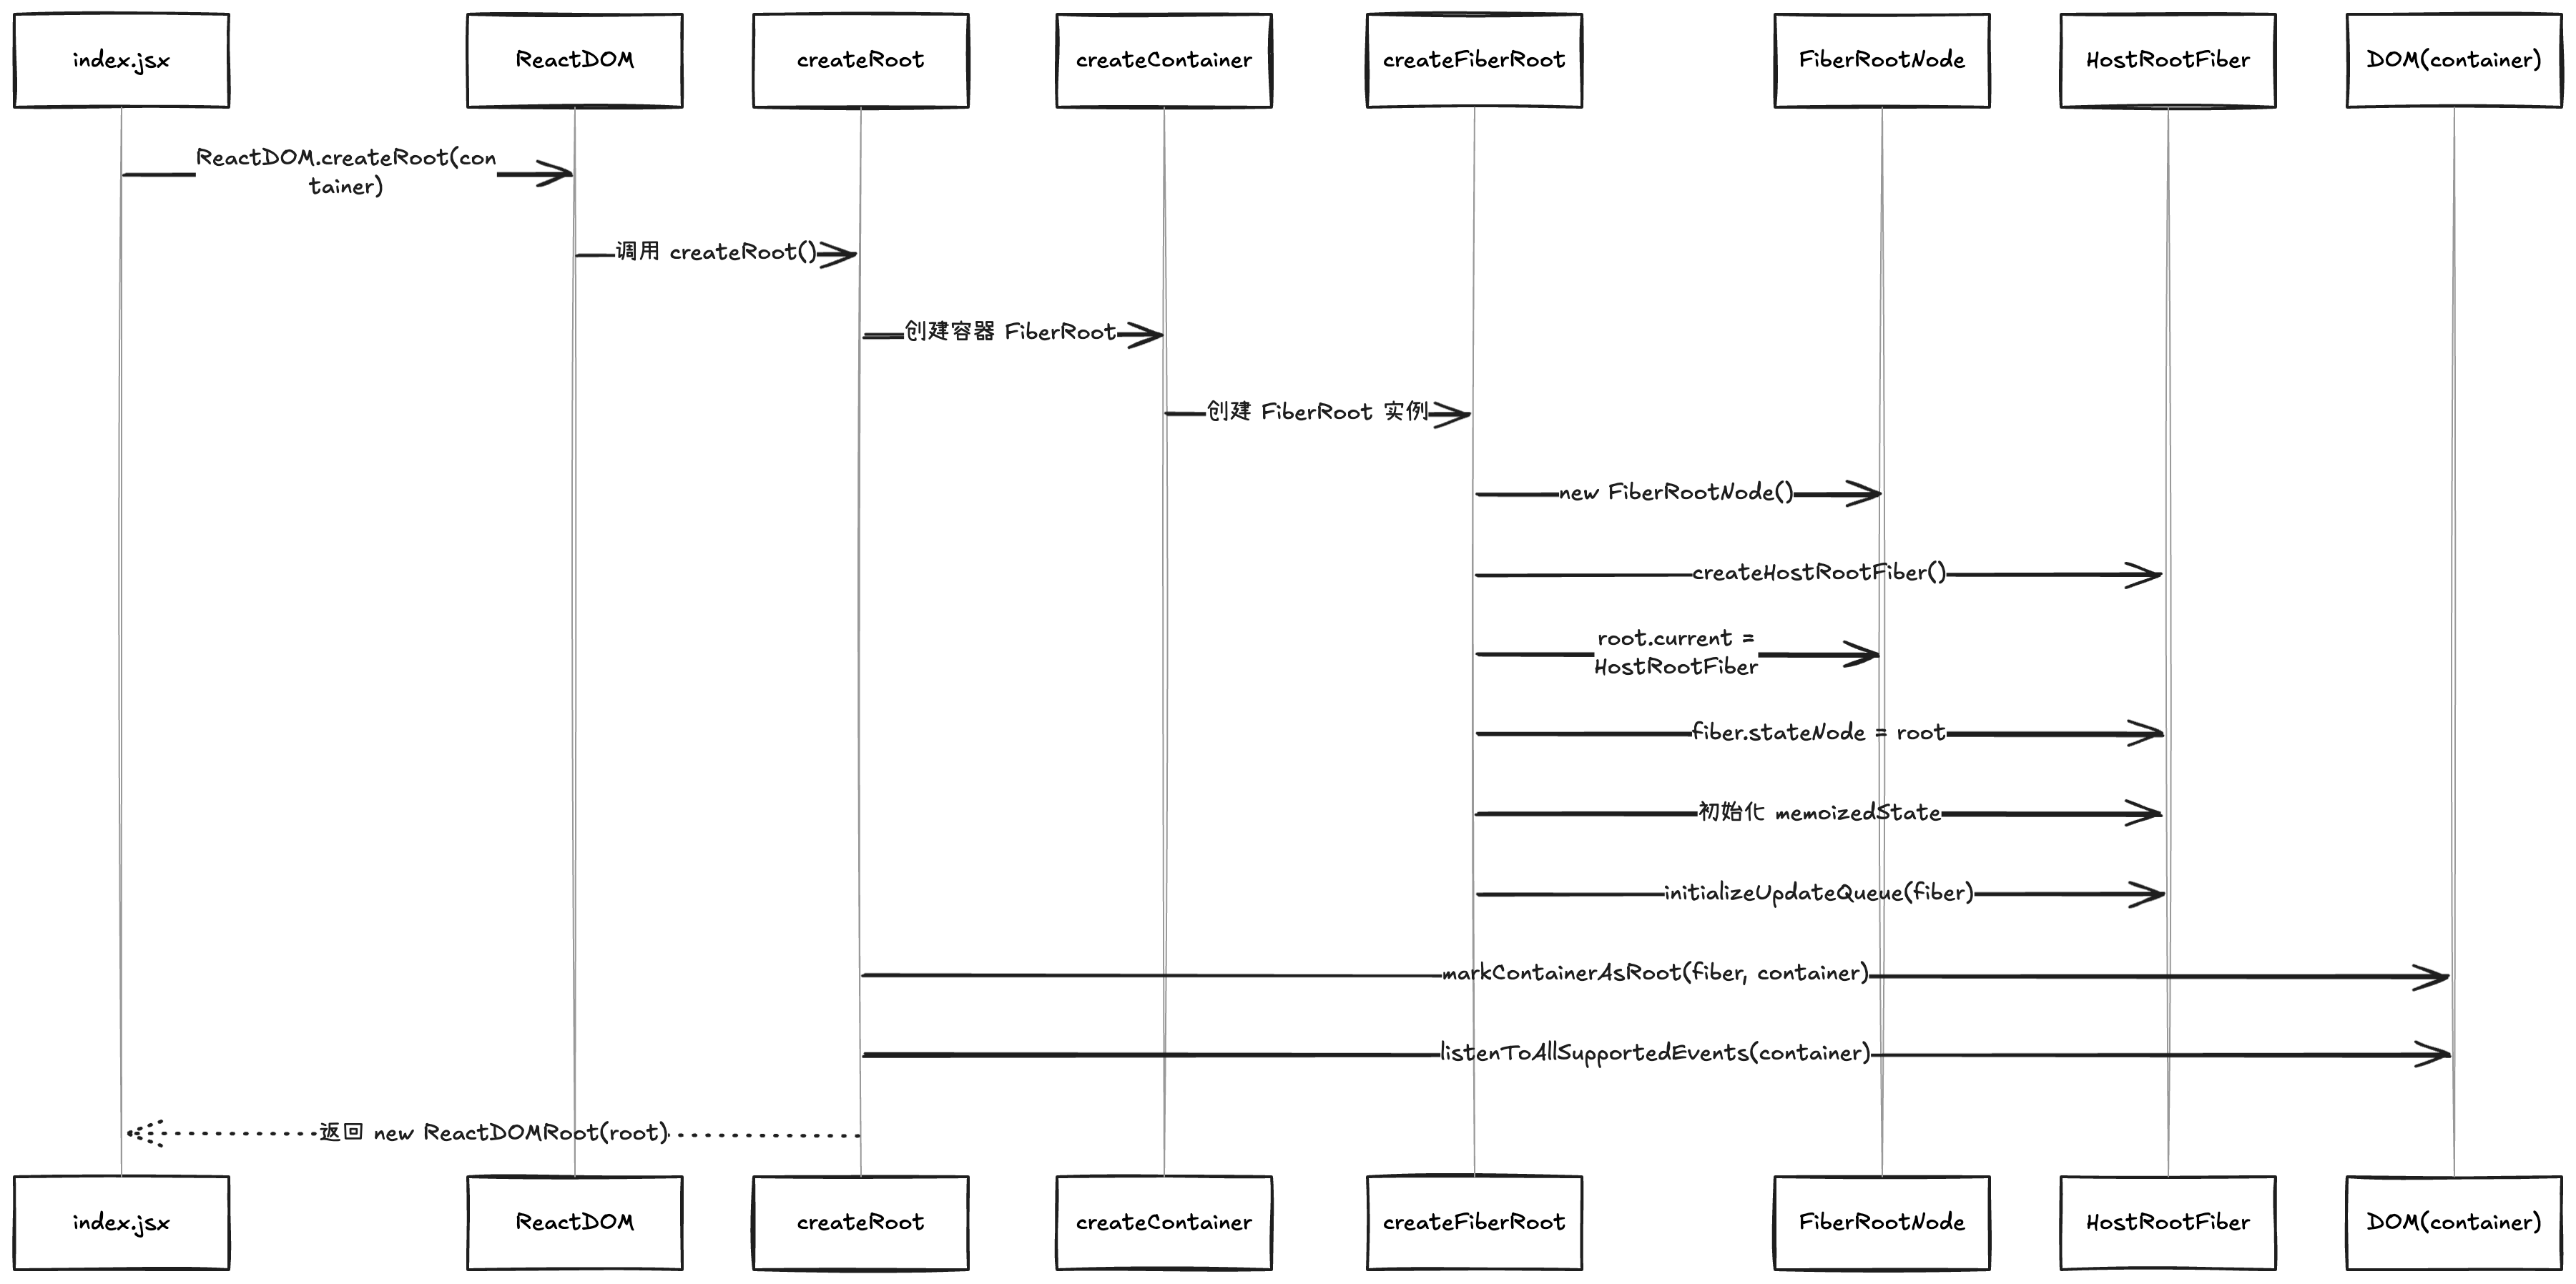 index.jsx
ReactDOM
createRoot
createContainer
createFiberRoot
FiberRootNode
HostRootFiber
DOM(container)
ReactDOM.createRoot(con
tainer)
调用 createRoot()
创建容器 FiberRoot
创建 FiberRoot 实例
new FiberRootNode()
createHostRootFiber()
root.current =
HostRootFiber
fiber.stateNode = root
初始化 memoizedState
initializeUpdateQueue(fiber)
markContainerAsRoot(fiber, container)
listenToAllSupportedEvents(container)
返回 new ReactDOMRoot(root)
index.jsx
ReactDOM
createRoot
createContainer
createFiberRoot
FiberRootNode
HostRootFiber
DOM(container)